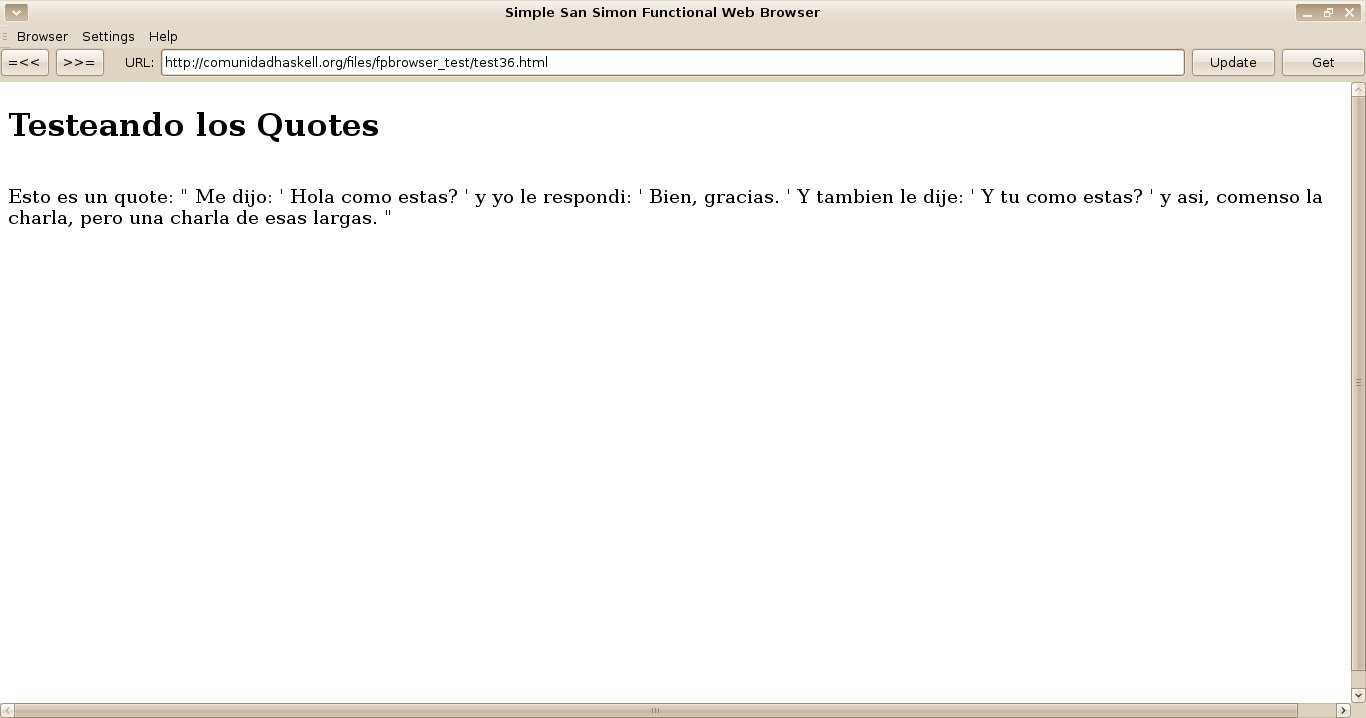 Simple San Simon Functional Web Browser
Browser Settings Help
=<< >>= URL: http://comunidadhaskell.org/files/fpbrowser_test/test36.html Update Get
Testeando los Quotes
Esto es un quote: " Me dijo: ' Hola como estas? ' y yo le respondi: ' Bien, gracias. ' Y tambien le dije: ' Y tu como estas? ' y asi, comenso la
charla, pero una charla de esas largas. "